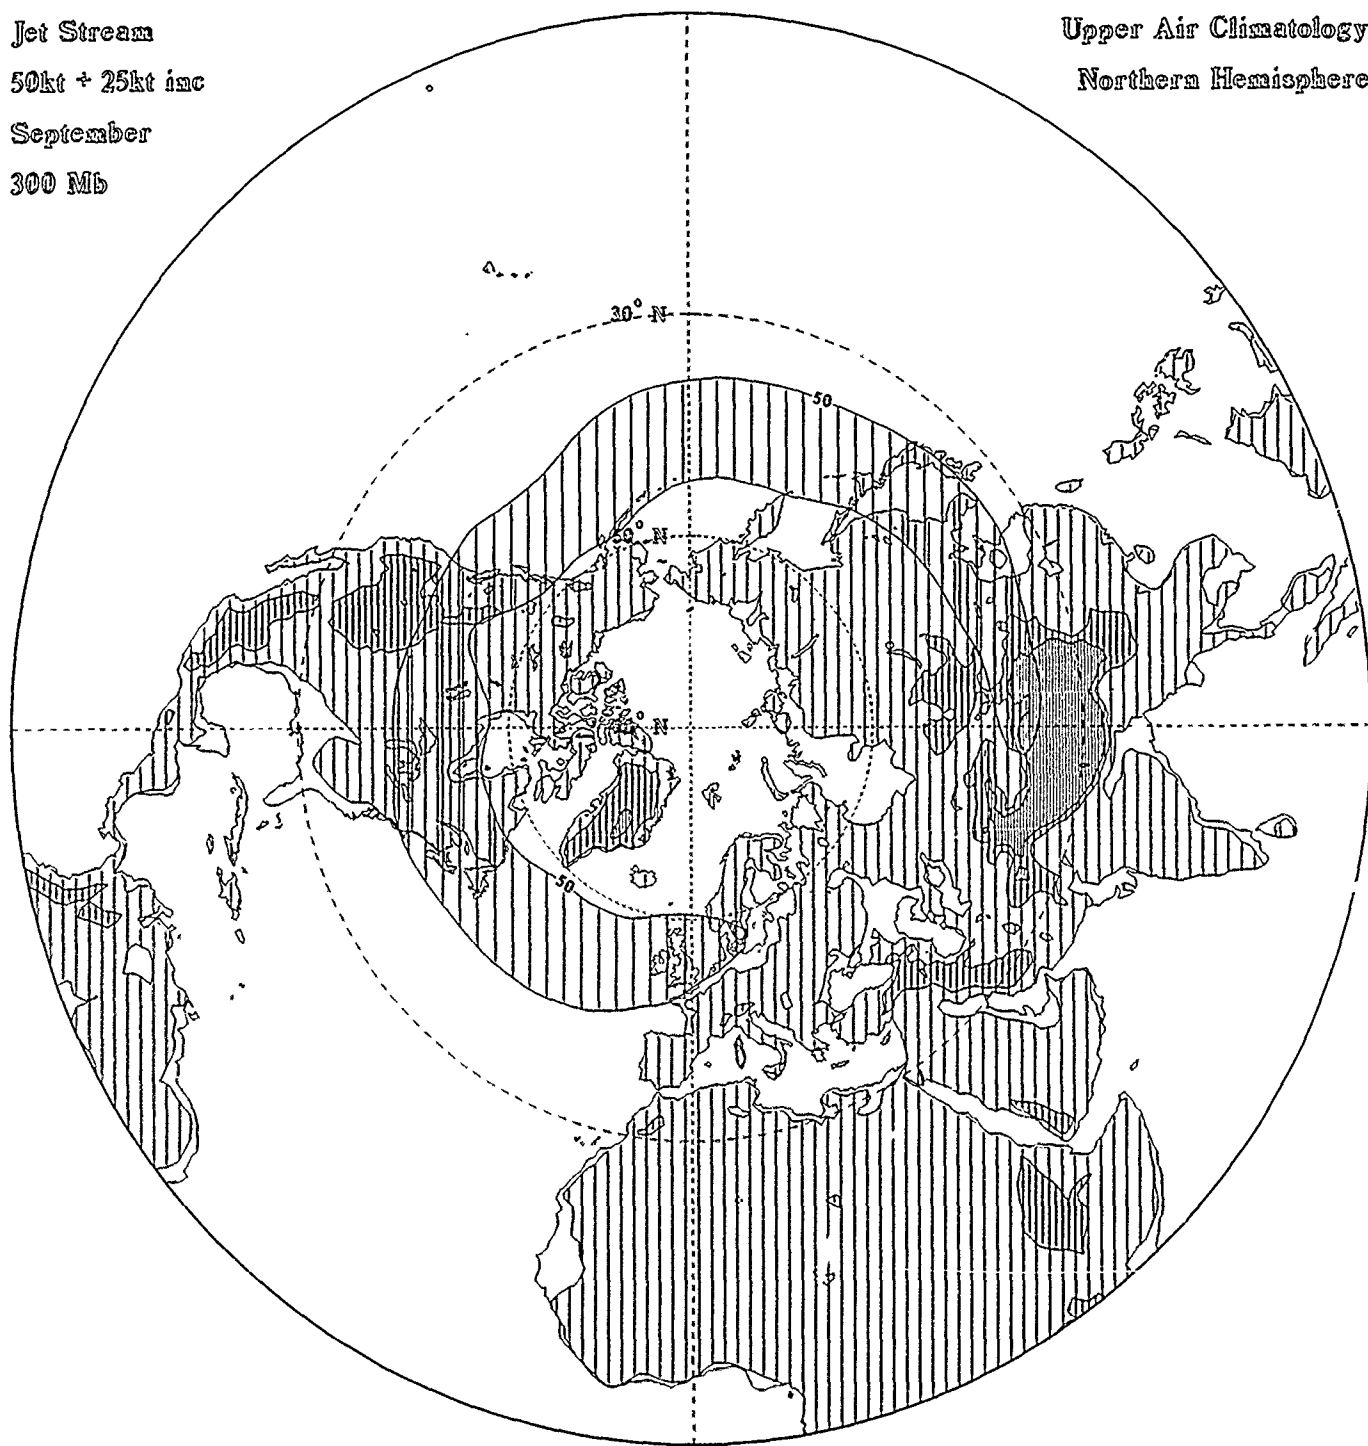 Jet Stream
50kt + 25kt inc
September
300 Mb
Upper Air Climatology
Northern Hemisphere
30° N
50
60° N
° N
50